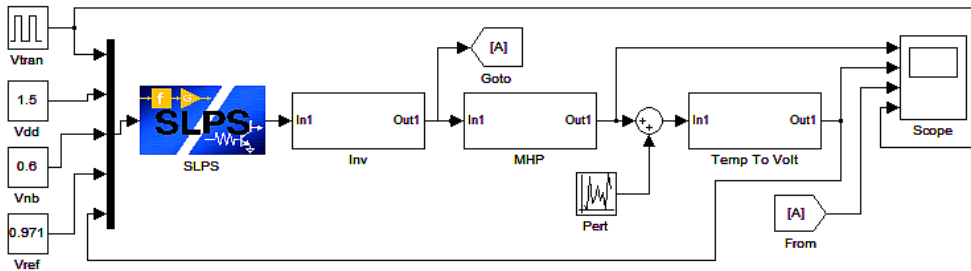 Vtran
1.5
Vdd
0.6
Vnb
0.971
Vref
f
G
SLPS
SLPS
In1
Out1
Inv
[A]
Goto
In1
Out1
MHP
+
+
Pert
In1
Out1
Temp To Volt
[A]
From
Scope